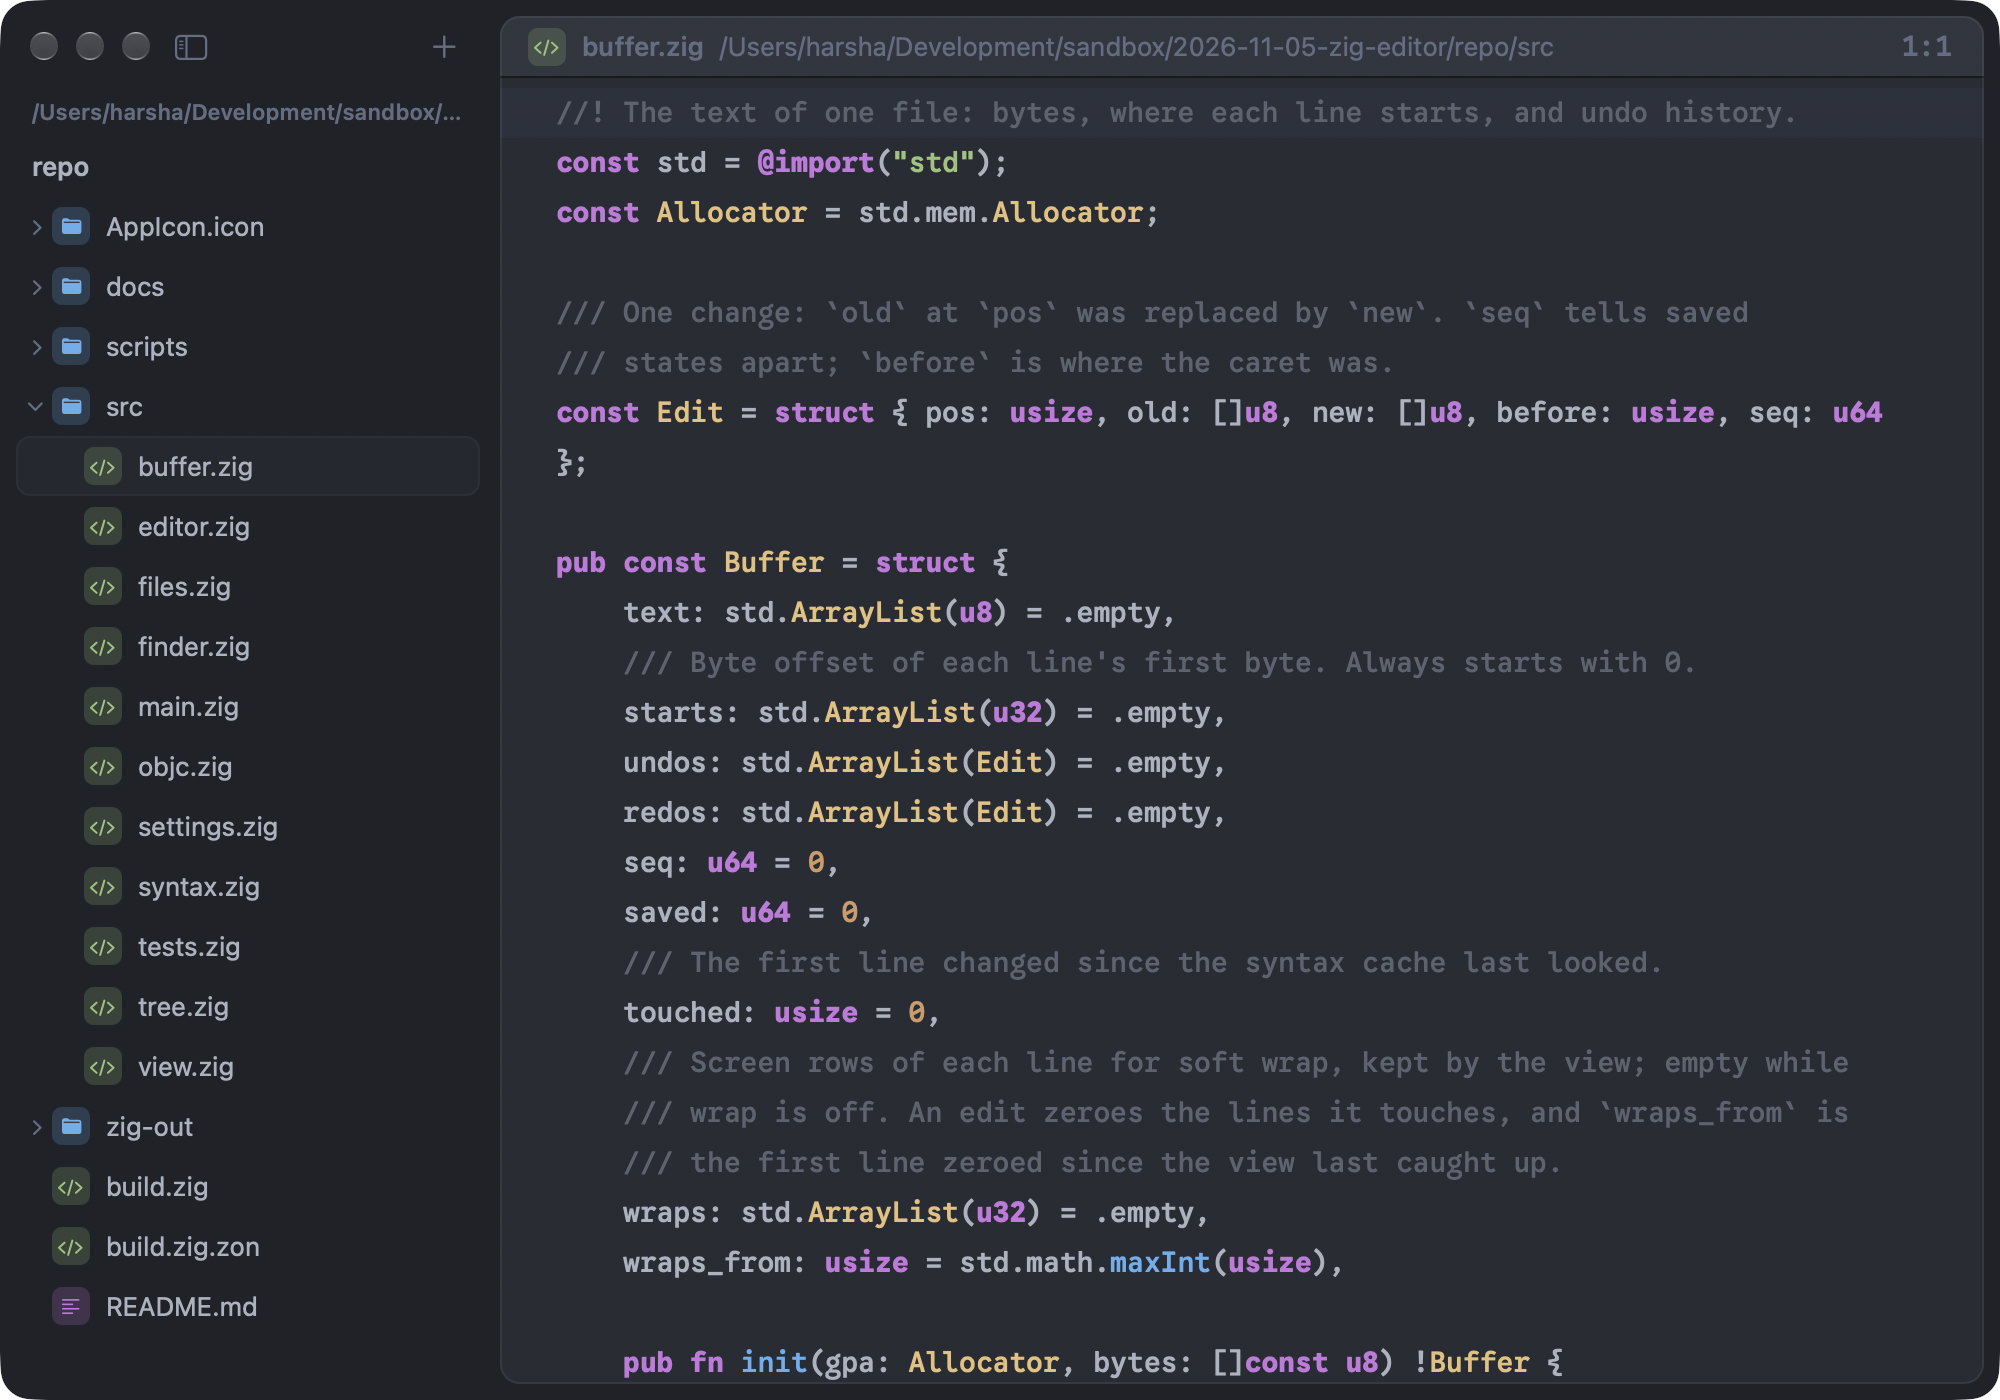 /Users/harsha/Development/sandbox/...
repo
AppIcon.icon
docs
scripts
src
buffer.zig
editor.zig
files.zig
finder.zig
main.zig
objc.zig
settings.zig
syntax.zig
tests.zig
tree.zig
view.zig
zig-out
build.zig
build.zig.zon
README.md
buffer.zig /Users/harsha/Development/sandbox/2026-11-05-zig-editor/repo/src 1:1
//! The text of one file: bytes, where each line starts, and undo history.
const std = @import("std");
const Allocator = std.mem.Allocator;

/// One change: `old` at `pos` was replaced by `new`. `seq` tells saved
/// states apart; `before` is where the caret was.
const Edit = struct { pos: usize, old: []u8, new: []u8, before: usize, seq: u64
};

pub const Buffer = struct {
    text: std.ArrayList(u8) = .empty,
    /// Byte offset of each line's first byte. Always starts with 0.
    starts: std.ArrayList(u32) = .empty,
    undos: std.ArrayList(Edit) = .empty,
    redos: std.ArrayList(Edit) = .empty,
    seq: u64 = 0,
    saved: u64 = 0,
    /// The first line changed since the syntax cache last looked.
    touched: usize = 0,
    /// Screen rows of each line for soft wrap, kept by the view; empty while
    /// wrap is off. An edit zeroes the lines it touches, and `wraps_from` is
    /// the first line zeroed since the view last caught up.
    wraps: std.ArrayList(u32) = .empty,
    wraps_from: usize = std.math.maxInt(usize),

    pub fn init(gpa: Allocator, bytes: []const u8) !Buffer {